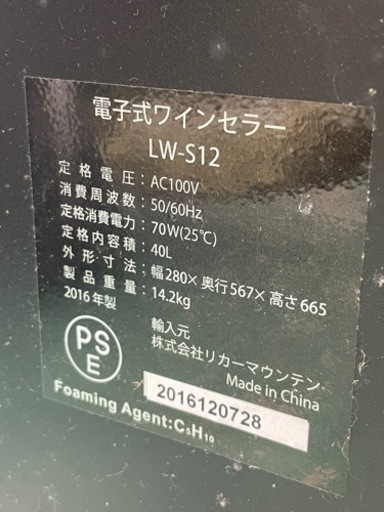 電子式ワインセラー
LW-S12
定格電圧：AC100V
消費周波数：50/60Hz
定格消費電力：70W(25℃)
定格内容積：40L
外形寸法：幅280×奥行567×高さ665
製品重量：14.2kg
2016年製
輸入元
株式会社リカーマウンテン
Made in China
PS
E
2016120728
Foaming Agent:C₅H₁₀